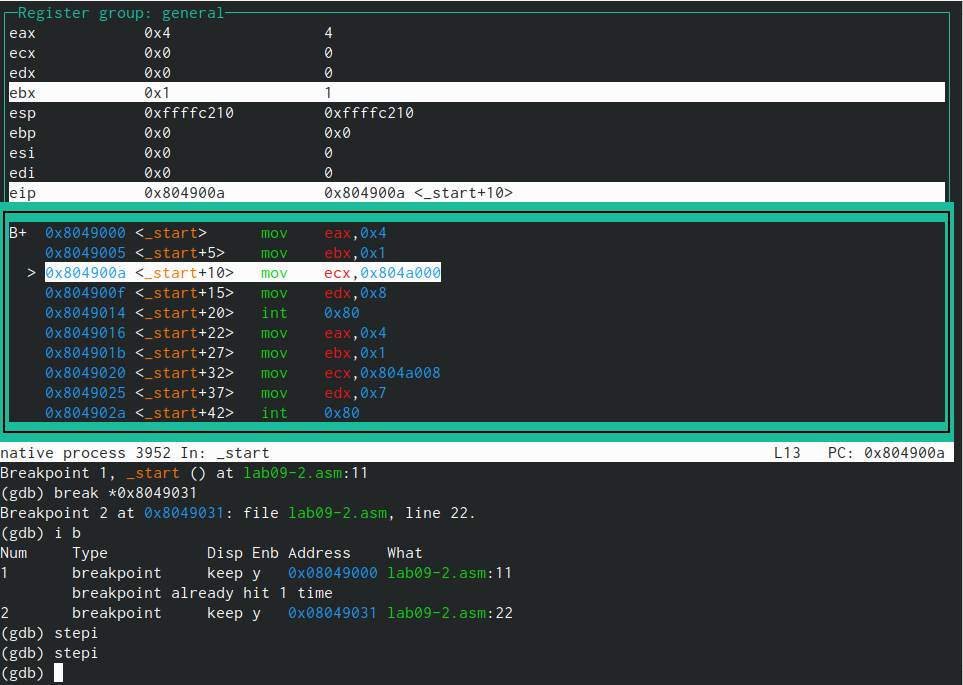 Register group: general
eax 0x4 4
ecx 0x0 0
edx 0x0 0
ebx 0x1 1
esp 0xffffc210 0xffffc210
ebp 0x0 0x0
esi 0x0 0
edi 0x0 0
eip 0x804900a 0x804900a <_start+10>
B+ 0x8049000 <_start> mov eax,0x4
0x8049005 <_start+5> mov ebx,0x1
> 0x804900a <_start+10> mov ecx,0x804a000
0x804900f <_start+15> mov edx,0x8
0x8049014 <_start+20> int 0x80
0x8049016 <_start+22> mov eax,0x4
0x804901b <_start+27> mov ebx,0x1
0x8049020 <_start+32> mov ecx,0x804a008
0x8049025 <_start+37> mov edx,0x7
0x804902a <_start+42> int 0x80
native process 3952 In: _start L13 PC: 0x804900a
Breakpoint 1, _start () at lab09-2.asm:11
(gdb) break *0x8049031
Breakpoint 2 at 0x8049031: file lab09-2.asm, line 22.
(gdb) i b
Num Type Disp Enb Address What
1 breakpoint keep y 0x08049000 lab09-2.asm:11
breakpoint already hit 1 time
2 breakpoint keep y 0x08049031 lab09-2.asm:22
(gdb) stepi
(gdb) stepi
(gdb)